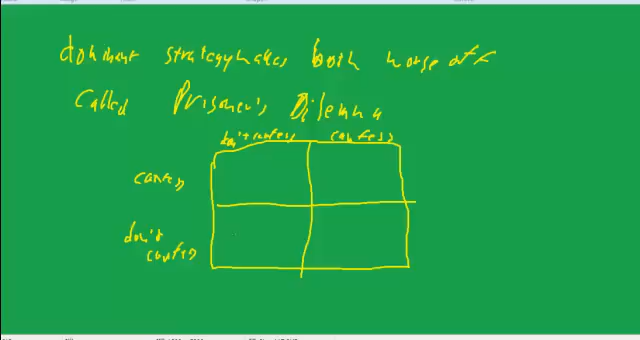 dominant strategy makes both worse off
called Prisoner's Dilemma
don't confess confess
confess
don't
confess